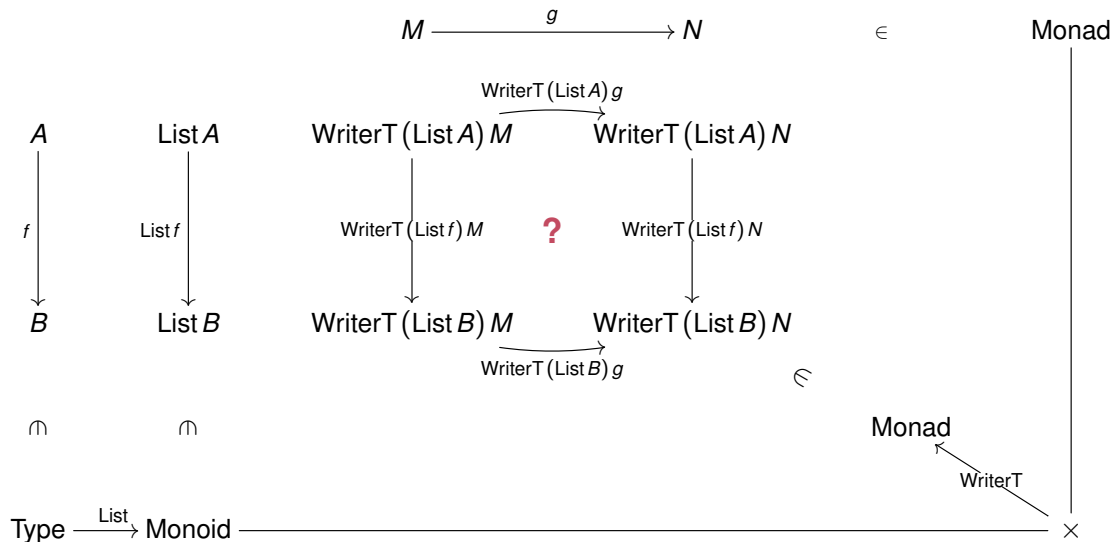 g
M N ∈ Monad
WriterT (List A) g
A List A WriterT (List A) M WriterT (List A) N
f List f WriterT (List f) M ? WriterT (List f) N
B List B WriterT (List B) M WriterT (List B) N
WriterT (List B) g
∈
∈ ∈ Monad
WriterT
List
Type Monoid ×